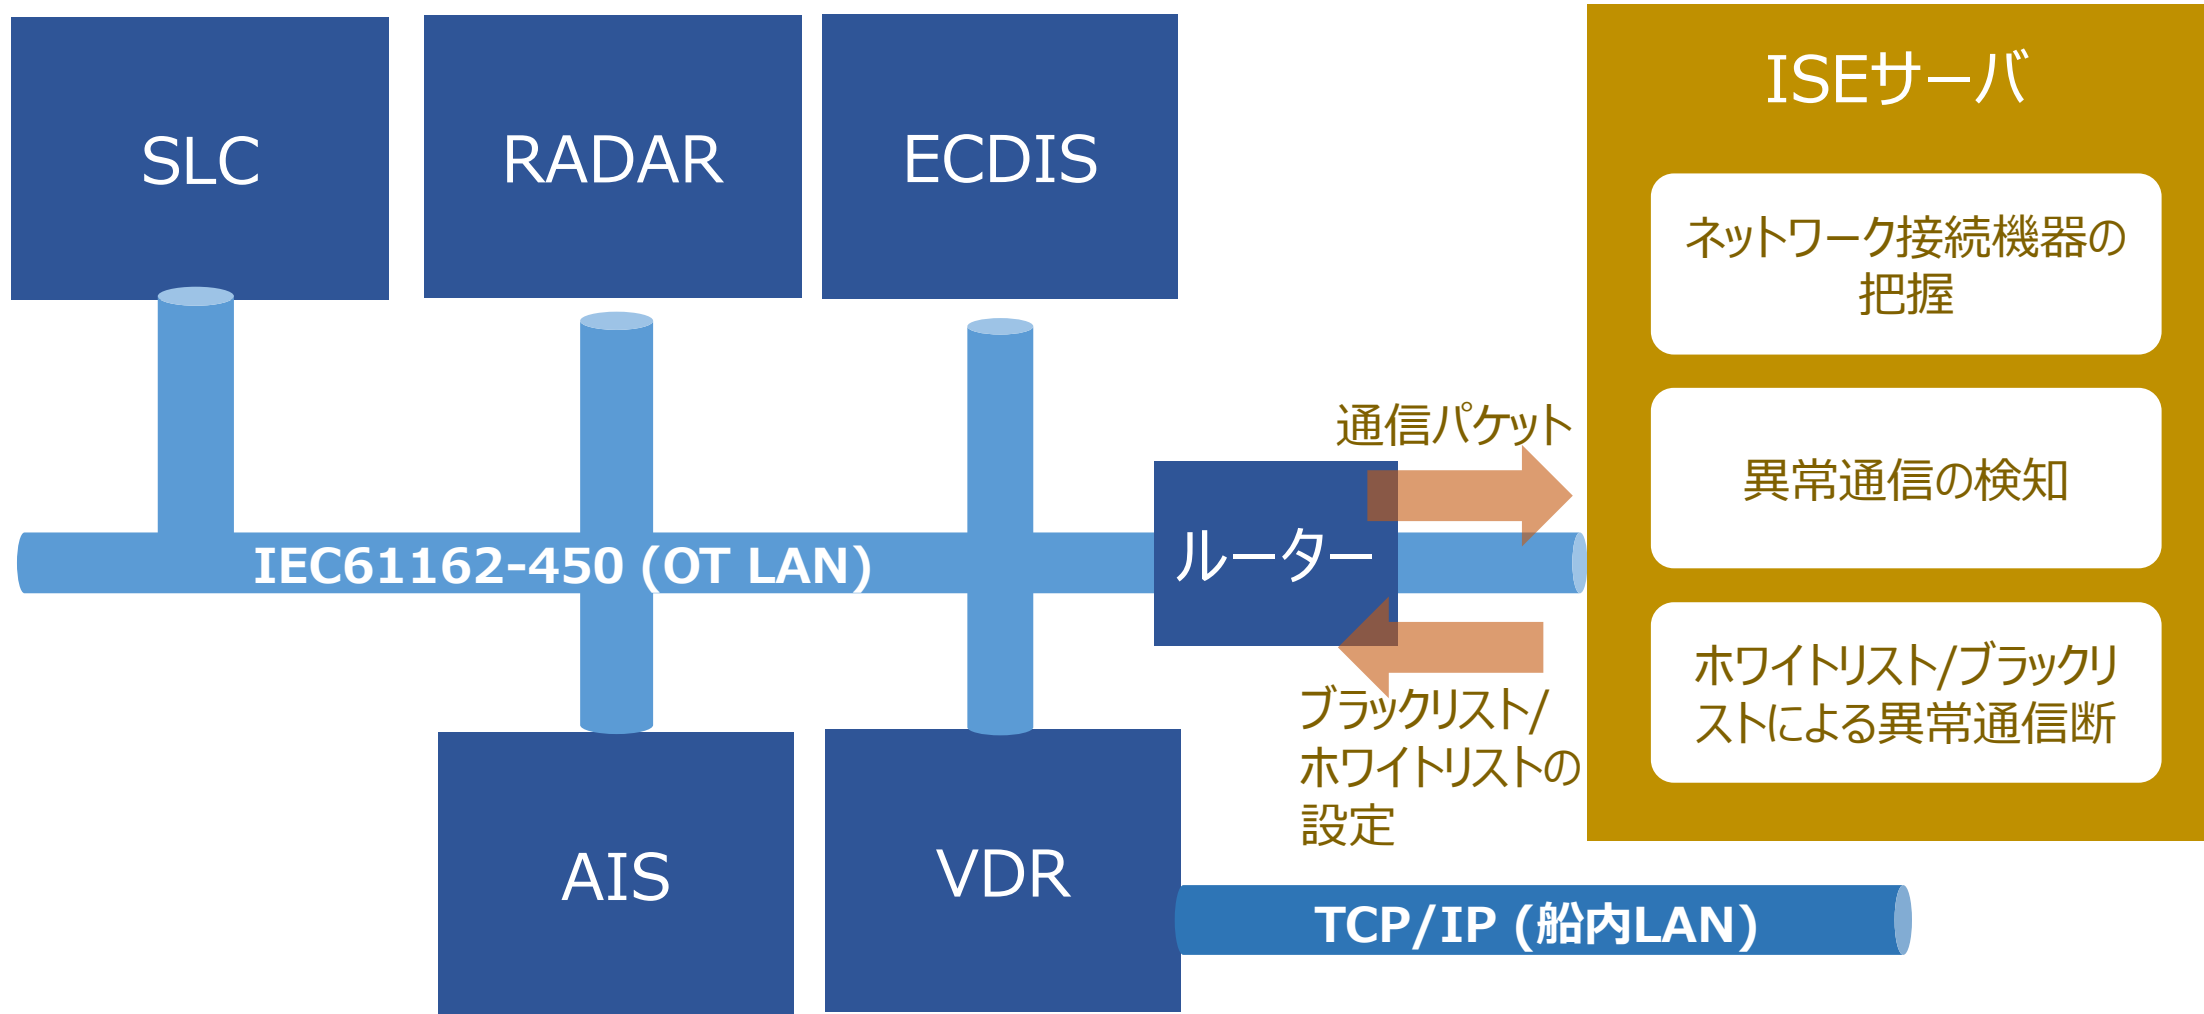 SLC
RADAR
ECDIS
ISEサーバ
ネットワーク接続機器の
把握
通信パケット
異常通信の検知
ルーター
IEC61162-450 (OT LAN)
ホワイトリスト/ブラックリ
ストによる異常通信断
ブラックリスト/
ホワイトリストの
設定
AIS
VDR
TCP/IP (船内LAN)